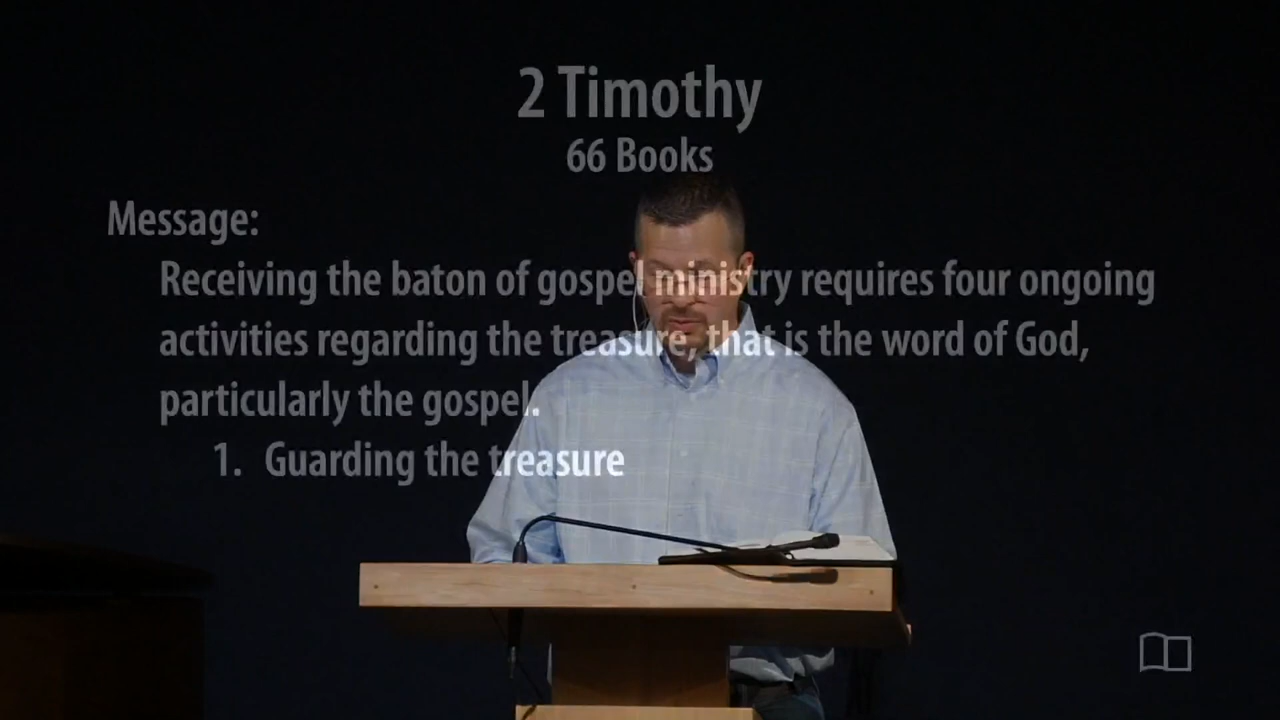 2 Timothy
66 Books
Message:
Receiving the baton of gospel ministry requires four ongoing
activities regarding the treasure, that is the word of God,
particularly the gospel.
1. Guarding the treasure